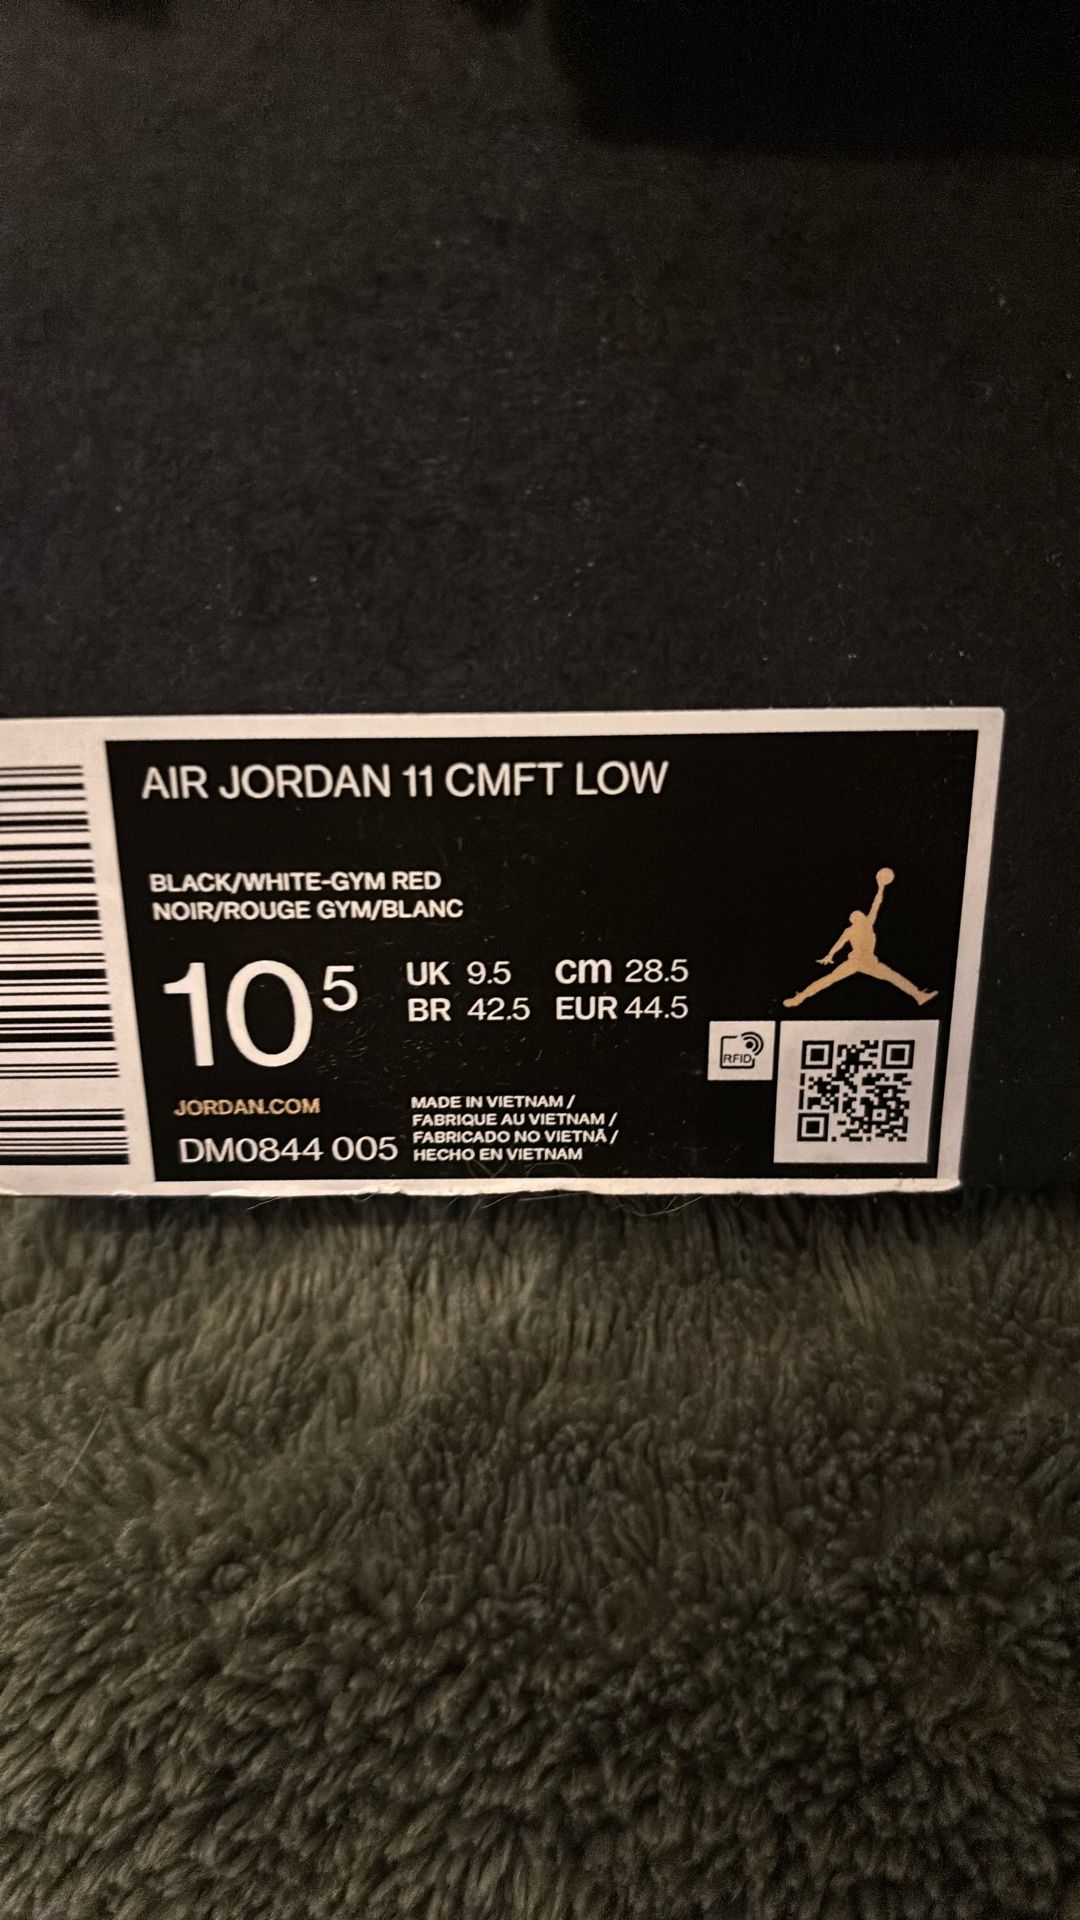 AIR JORDAN 11 CMFT LOW
BLACK/WHITE-GYM RED
NOIR/ROUGE GYM/BLANC
10⁵
UK 9.5 cm 28.5
BR 42.5 EUR 44.5
RFID
JORDAN.COM
DM0844 005
MADE IN VIETNAM /
FABRIQUE AU VIETNAM /
FABRICADO NO VIETNÃ /
HECHO EN VIETNAM